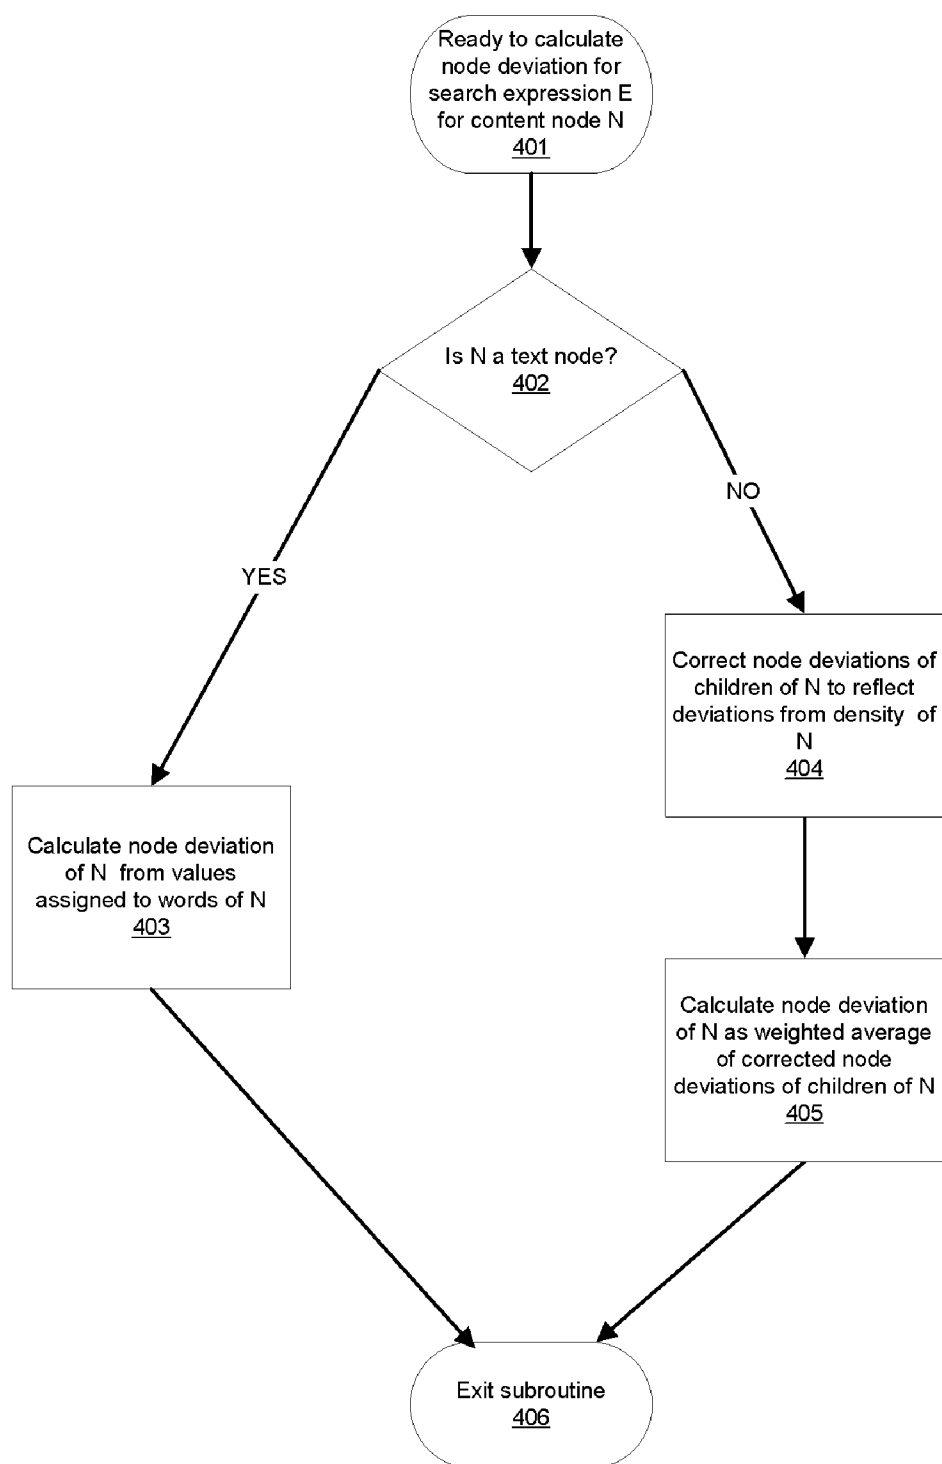 Ready to calculate
node deviation for
search expression E
for content node N
401
Is N a text node?
402
NO
YES
Correct node deviations of
children of N to reflect
deviations from density of
N
404
Calculate node deviation
of N from values
assigned to words of N
403
Calculate node deviation
of N as weighted average
of corrected node
deviations of children of N
405
Exit subroutine
406